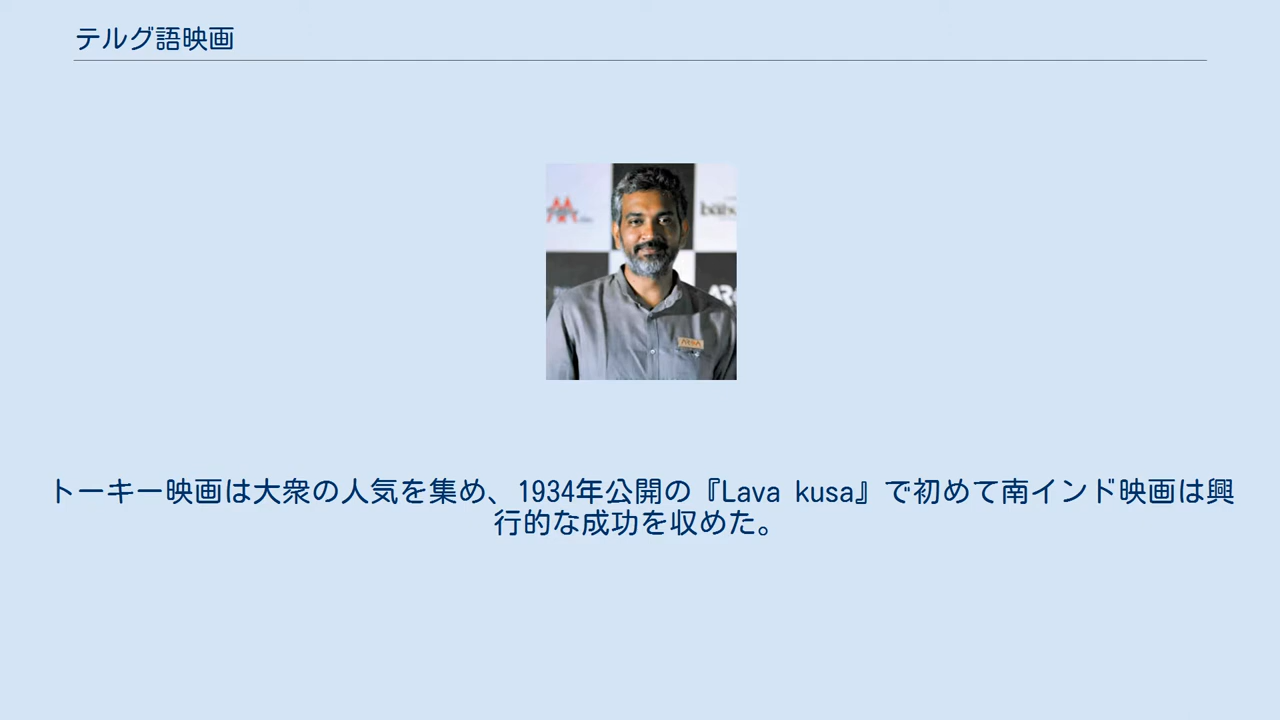 テルグ語映画
トーキー映画は大衆の人気を集め、1934年公開の『Lava kusa』で初めて南インド映画は興
行的な成功を収めた。